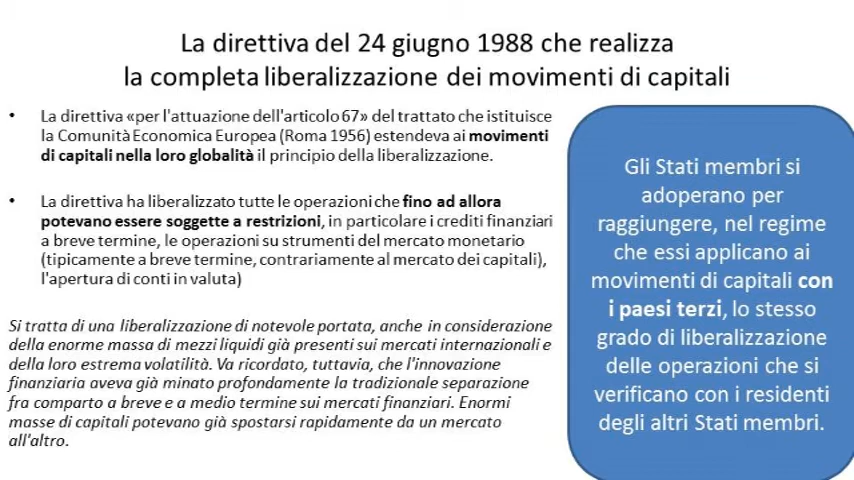 La direttiva del 24 giugno 1988 che realizza
la completa liberalizzazione dei movimenti di capitali
• La direttiva «per l'attuazione dell'articolo 67» del trattato che istituisce
la Comunità Economica Europea (Roma 1956) estendeva ai movimenti
di capitali nella loro globalità il principio della liberalizzazione.
• La direttiva ha liberalizzato tutte le operazioni che fino ad allora
potevano essere soggette a restrizioni, in particolare i crediti finanziari
a breve termine, le operazioni su strumenti del mercato monetario
(tipicamente a breve termine, contrariamente al mercato dei capitali),
l'apertura di conti in valuta)
Si tratta di una liberalizzazione di notevole portata, anche in considerazione
della enorme massa di mezzi liquidi già presenti sui mercati internazionali e
della loro estrema volatilità. Va ricordato, tuttavia, che l'innovazione
finanziaria aveva già minato profondamente la tradizionale separazione
fra comparto a breve e a medio termine sui mercati finanziari. Enormi
masse di capitali potevano già spostarsi rapidamente da un mercato
all'altro.
Gli Stati membri si
adoperano per
raggiungere, nel regime
che essi applicano ai
movimenti di capitali con
i paesi terzi, lo stesso
grado di liberalizzazione
delle operazioni che si
verificano con i residenti
degli altri Stati membri.